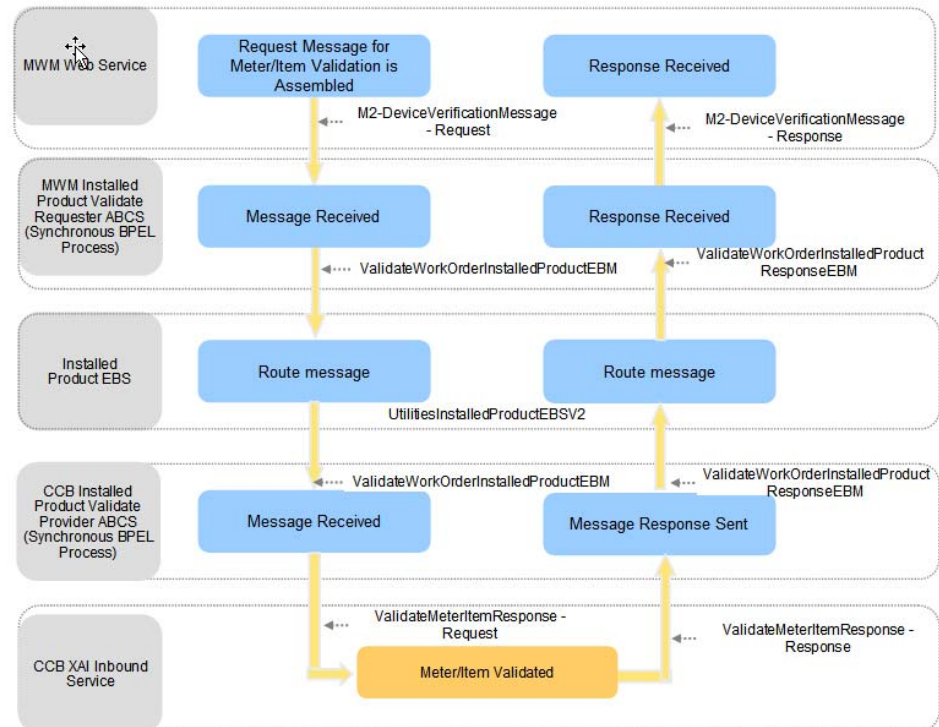 MWM Web Service
Request Message for
Meter/Item Validation is
Assembled
Response Received
M2-DeviceVerificationMessage
- Request
M2-DeviceVerificationMessage
- Response
MWM Installed
Product Validate
Requester ABCS
(Synchronous BPEL
Process)
Message Received
Response Received
ValidateWorkOrderInstalledProductEBM
ValidateWorkOrderInstalledProduct
ResponseEBM
Installed
Product EBS
Route message
Route message
UtilitiesInstalledProductEBSV2
CCB Installed
Product Validate
Provider ABCS
(Synchronous BPEL
Process)
ValidateWorkOrderInstalledProductEBM
ValidateWorkOrderInstalledProduct
ResponseEBM
Message Received
Message Response Sent
CCB XAI Inbound
Service
ValidateMeterItemResponse -
Request
ValidateMeterItemResponse -
Response
Meter/Item Validated